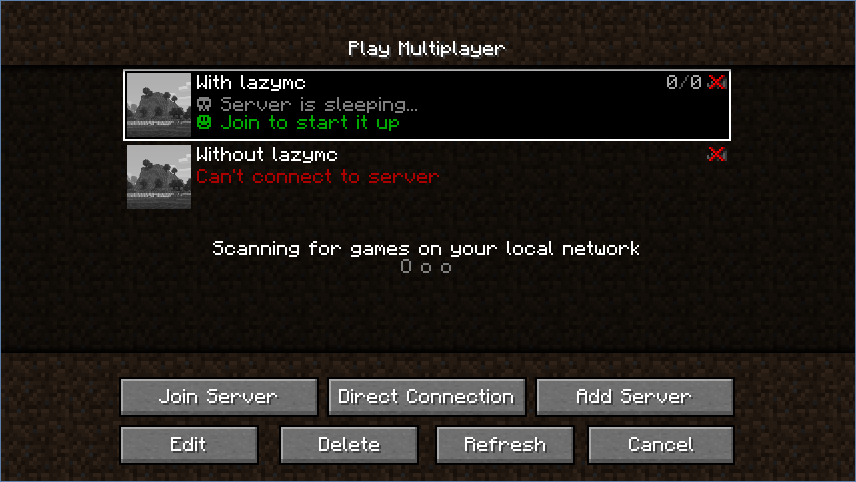 Play Multiplayer
With lazymc 0/0
☠ Server is sleeping...
☻ Join to start it up
Without lazymc
Can't connect to server
Scanning for games on your local network
O o o
Join Server
Direct Connection
Add Server
Edit
Delete
Refresh
Cancel